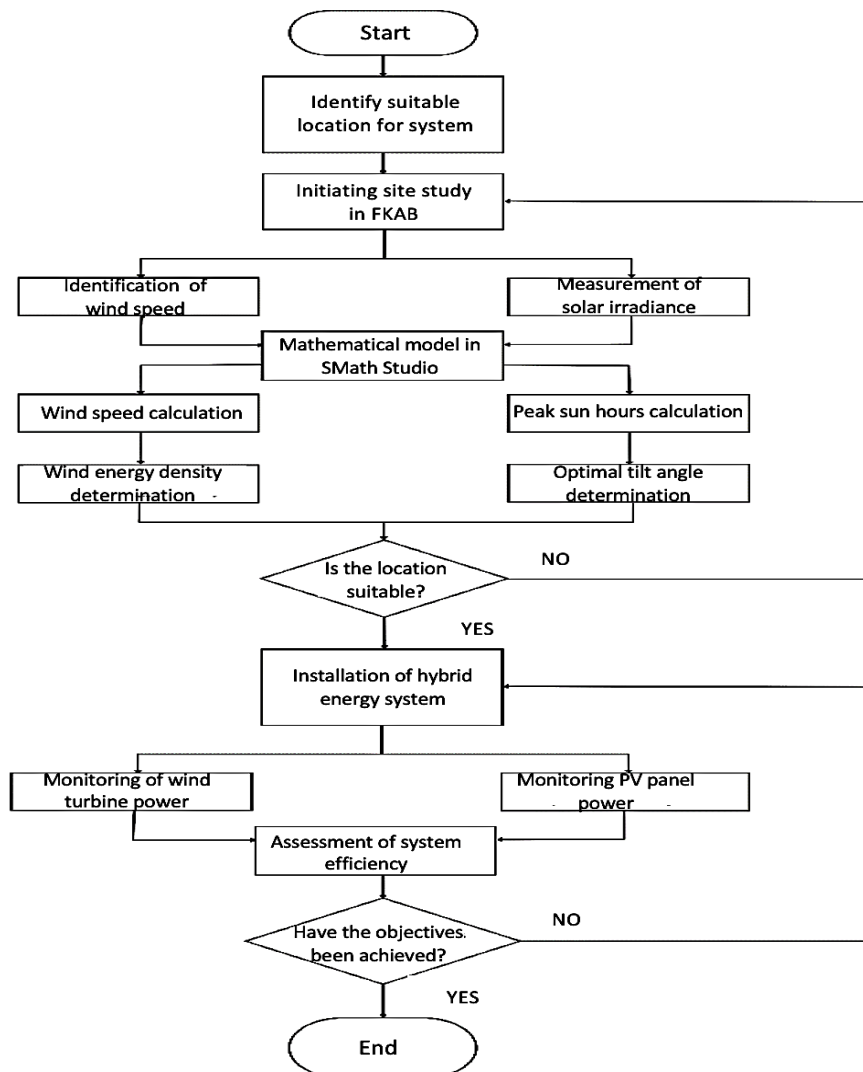 Start
Identify suitable
location for system
Initiating site study
in FKAB
Identification of
wind speed
Measurement of
solar irradiance
Mathematical model in
SMath Studio
Wind speed calculation
Peak sun hours calculation
Wind energy density
determination
Optimal tilt angle
determination
Is the location
suitable?
NO
YES
Installation of hybrid
energy system
Monitoring of wind
turbine power
Monitoring PV panel
power
Assessment of system
efficiency
Have the objectives
been achieved?
NO
YES
End